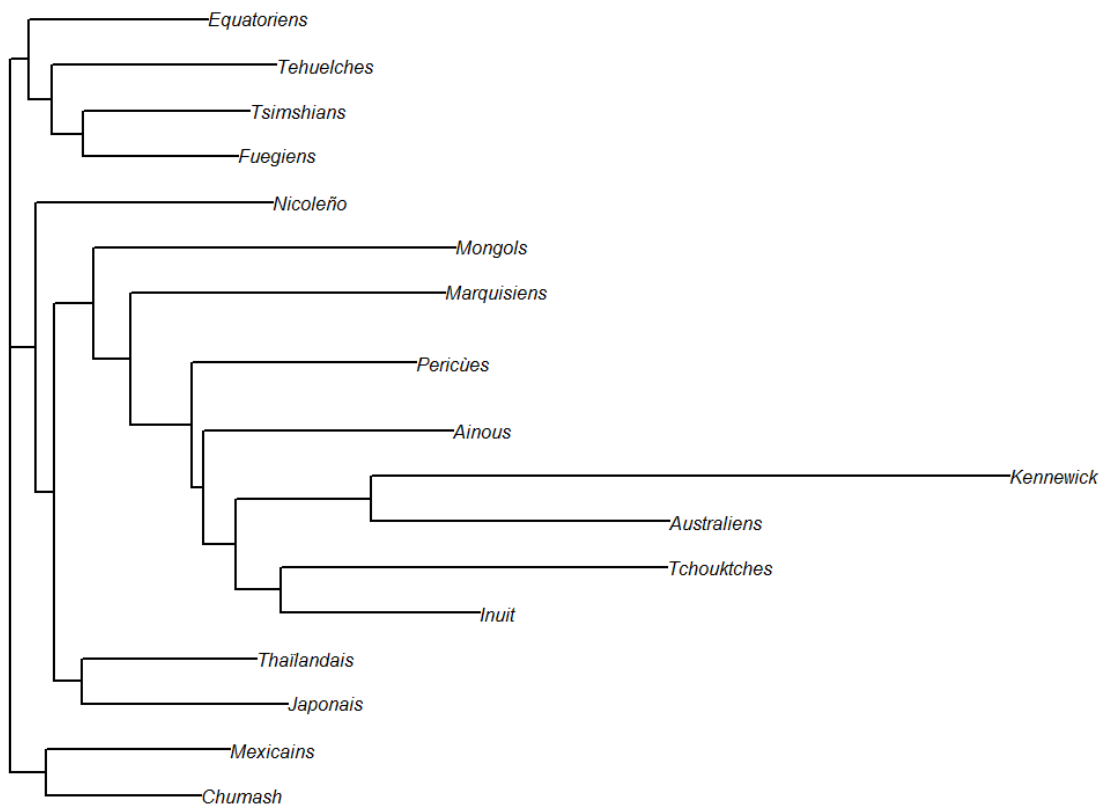 Equatoriens
Tehuelches
Tsimshians
Fuegiens
Nicoleño
Mongols
Marquisiens
Pericùes
Ainous
Kennewick
Australiens
Tchouktches
Inuit
Thaïlandais
Japonais
Mexicains
Chumash